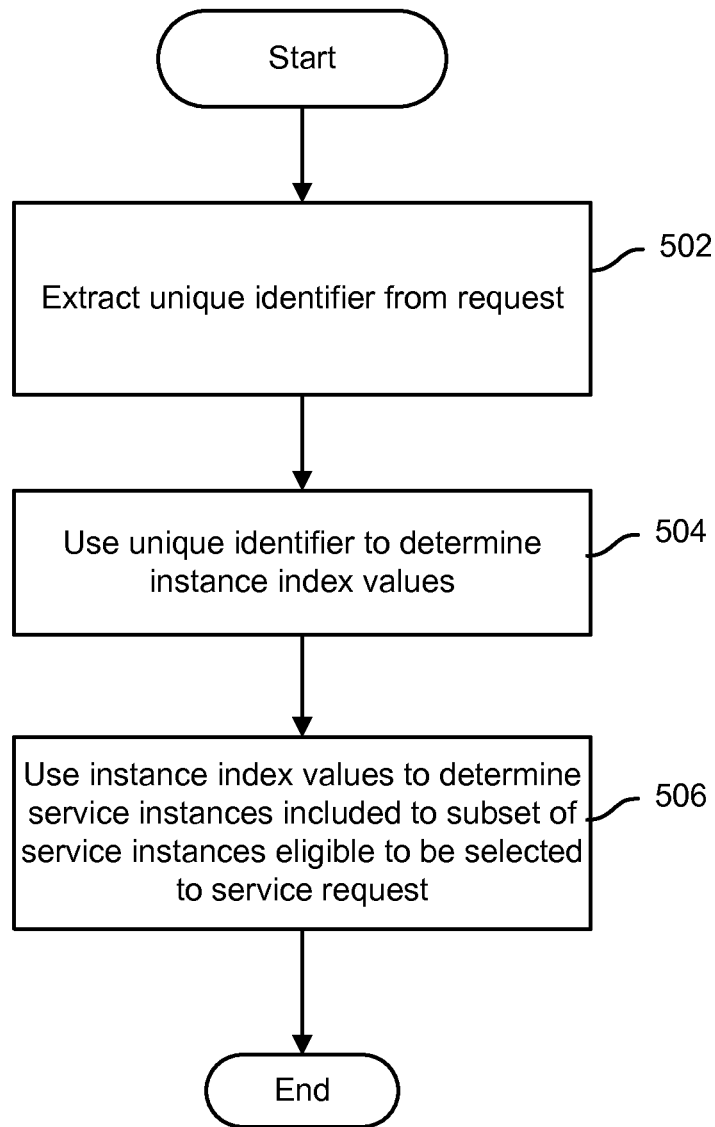 Start
502
Extract unique identifier from request
504
Use unique identifier to determine
instance index values
Use instance index values to determine
service instances included to subset of
506
service instances eligible to be selected
to service request
End